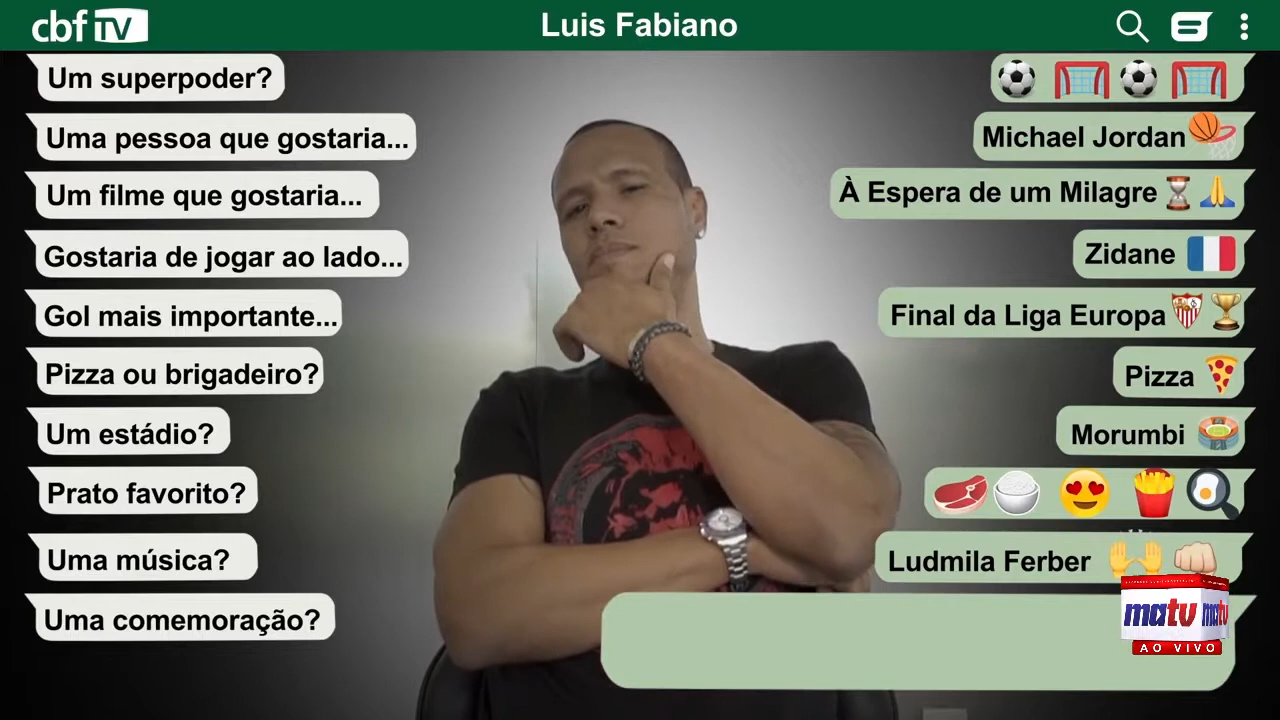 cbf TV
Luis Fabiano
Um superpoder?
Uma pessoa que gostaria...
Michael Jordan
Um filme que gostaria...
À Espera de um Milagre
Gostaria de jogar ao lado...
Zidane
Gol mais importante...
Final da Liga Europa
Pizza ou brigadeiro?
Pizza
Um estádio?
Morumbi
Prato favorito?
Uma música?
Ludmila Ferber
Uma comemoração?
matv matv
AO VIVO